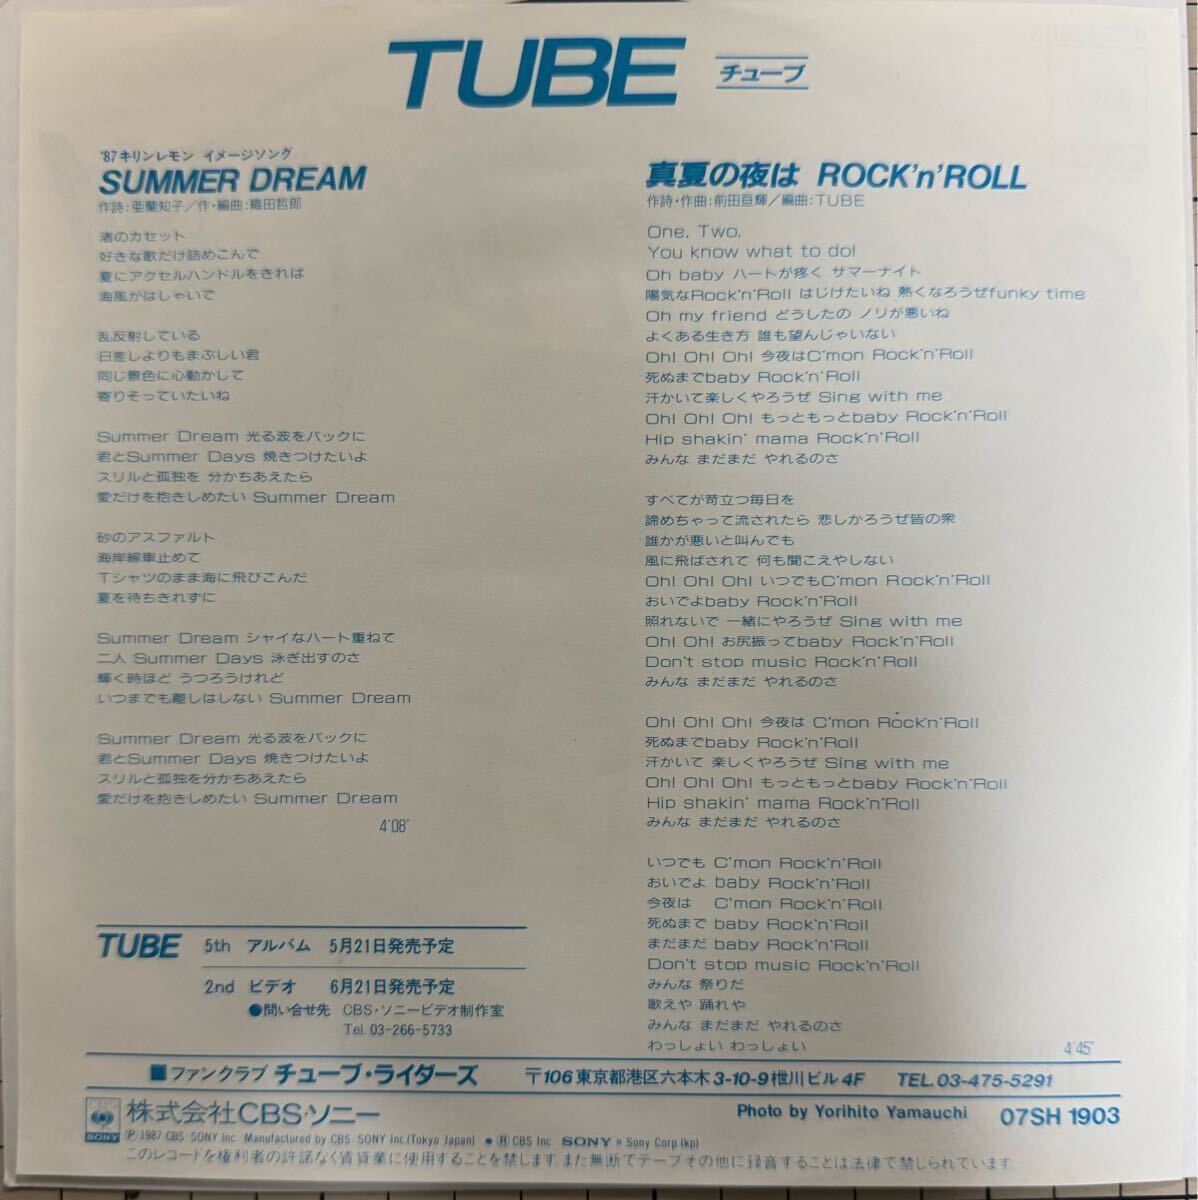 TUBE チューブ
'87キリンレモン イメージソング
SUMMER DREAM
作詩:亜蘭知子/作・編曲:織田哲郎
渚のカセット
好きな歌だけ詰めこんで
夏にアクセルハンドルをきれば
海風がはしゃいで
乱反射している
日差しよりもまぶしい君
同じ景色に心動かして
寄りそっていたいね
Summer Dream 光る波をバックに
君とSummer Days 焼きつけたいよ
スリルと孤独を 分かちあえたら
愛だけを抱きしめたい Summer Dream
砂のアスファルト
海岸線車止めて
Tシャツのまま海に飛びこんだ
夏を待ちきれずに
Summer Dream シャイなハート重ねて
二人 Summer Days 泳ぎ出すのさ
輝く時ほど うつろうけれど
いつまでも離しはしない Summer Dream
Summer Dream 光る波をバックに
君とSummer Days 焼きつけたいよ
スリルと孤独を分かちあえたら
愛だけを抱きしめたい Summer Dream
4'08"
真夏の夜は ROCK'n'ROLL
作詩・作曲:前田亘輝/編曲:TUBE
One, Two,
You know what to do!
Oh baby ハートが疼く サマーナイト
陽気なRock'n'Roll はじけたいね 熱くなろうぜfunky time
Oh my friend どうしたの ノリが悪いね
よくある生き方 誰も望んじゃいない
Oh! Oh! Oh! 今夜はC'mon Rock'n'Roll
死ぬまでbaby Rock'n'Roll
汗かいて楽しくやろうぜ Sing with me
Oh! Oh! Oh! もっともっとbaby Rock'n'Roll
Hip shakin' mama Rock'n'Roll
みんな まだまだ やれるのさ
すべてが苛立つ毎日を
諦めちゃって流されたら 悲しかろうぜ皆の衆
誰かが悪いと叫んでも
風に飛ばされて 何も聞こえやしない
Oh! Oh! Oh! いつでもC'mon Rock'n'Roll
おいでよbaby Rock'n'Roll
照れないで 一緒にやろうぜ Sing with me
Oh! Oh! お尻振ってbaby Rock'n'Roll
Don't stop music Rock'n'Roll
みんな まだまだ やれるのさ
Oh! Oh! Oh! 今夜は C'mon Rock'n'Roll
死ぬまでbaby Rock'n'Roll
汗かいて 楽しくやろうぜ Sing with me
Oh! Oh! Oh! もっともっとbaby Rock'n'Roll
Hip shakin' mama Rock'n'Roll
みんな まだまだ やれるのさ
いつでも C'mon Rock'n'Roll
おいでよ baby Rock'n'Roll
今夜は C'mon Rock'n'Roll
死ぬまで baby Rock'n'Roll
まだまだ baby Rock'n'Roll
Don't stop music Rock'n'Roll
みんな 祭りだ
歌えや 踊れや
みんな まだまだ やれるのさ
わっしょい わっしょい
4'45"
TUBE 5th アルバム 5月21日発売予定
2nd ビデオ 6月21日発売予定
●問い合せ先 CBS・ソニービデオ制作室
Tel. 03-266-5733
■ファンクラブ チューブ・ライダーズ 〒106 東京都港区六本木3-10-9枻川ビル4F TEL.03-475-5291
SONY 株式会社CBS・ソニー Photo by Yorihito Yamauchi 07SH 1903
Ⓟ1987 CBS SONY Inc. Manufactured by CBS SONY Inc.(Tokyo Japan) ● Ⓡ CBS Inc. SONY ® Sony Corp (kp)
このレコードを権利者の許諾なく賃貸業に使用することを禁じます。また無断でテープその他に録音することは法律で禁じられています。